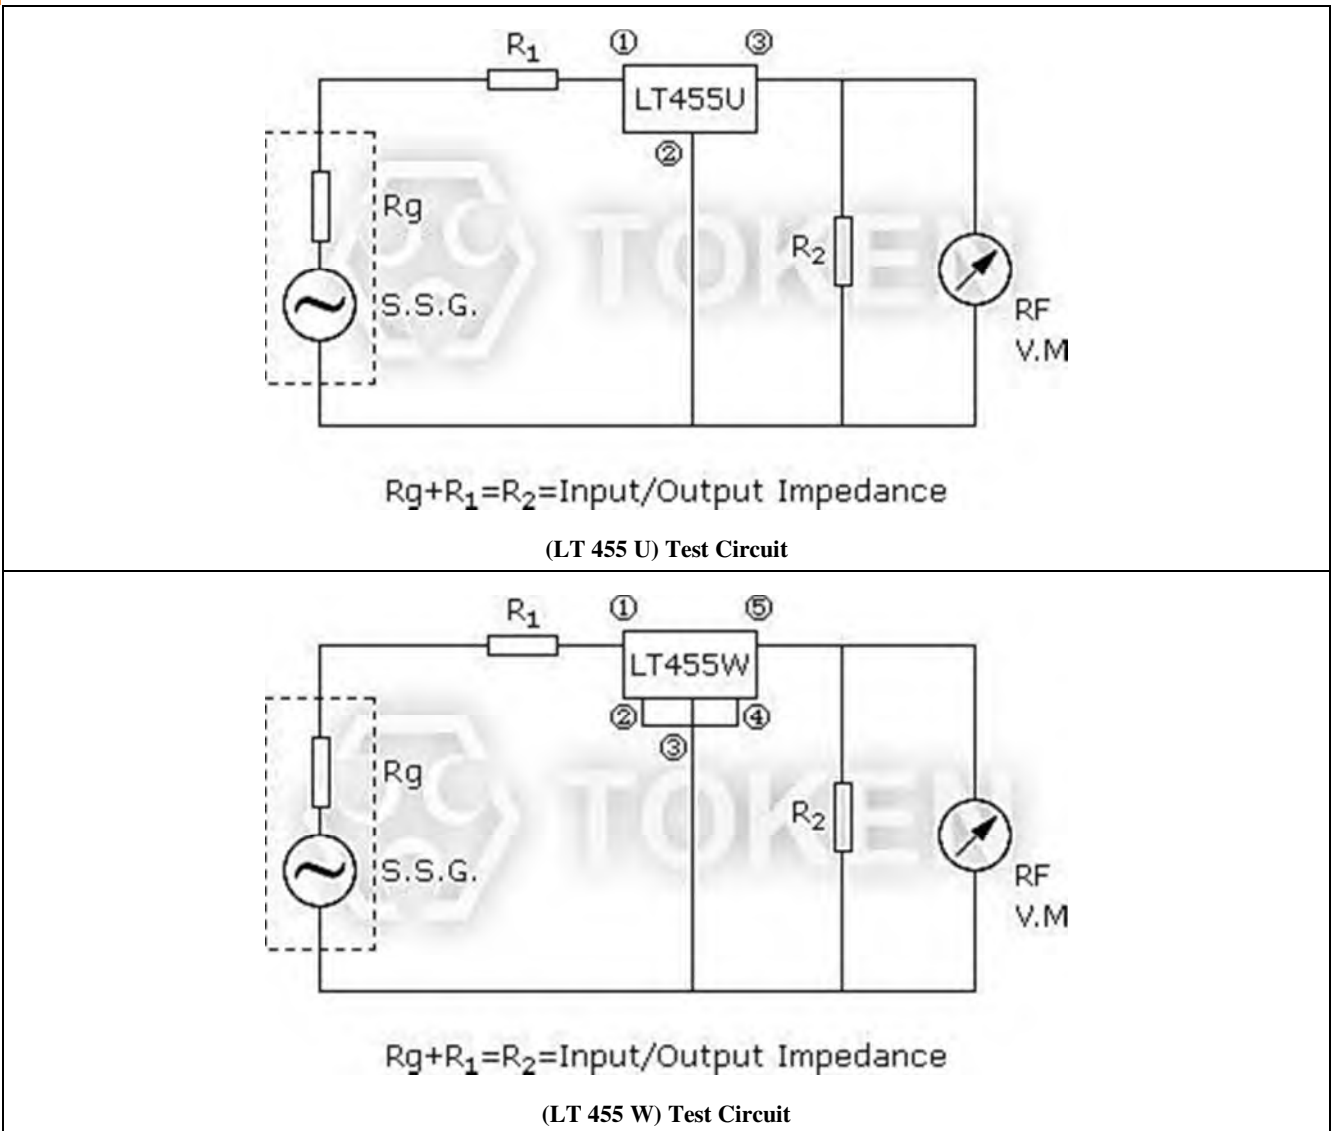 R₁ ① ③
LT455U
②
Rg
TOKEN
R₂
S.S.G.
RF
V.M
Rg+R₁=R₂=Input/Output Impedance
(LT 455 U) Test Circuit
R₁ ① ⑤
LT455W
② ④
③
Rg
TOKEN
R₂
S.S.G.
RF
V.M
Rg+R₁=R₂=Input/Output Impedance
(LT 455 W) Test Circuit